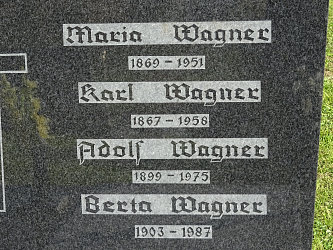 Maria Wagner
1869 - 1951
Karl Wagner
1867 - 1958
Adolf Wagner
1899 - 1975
Berta Wagner
1903 - 1987